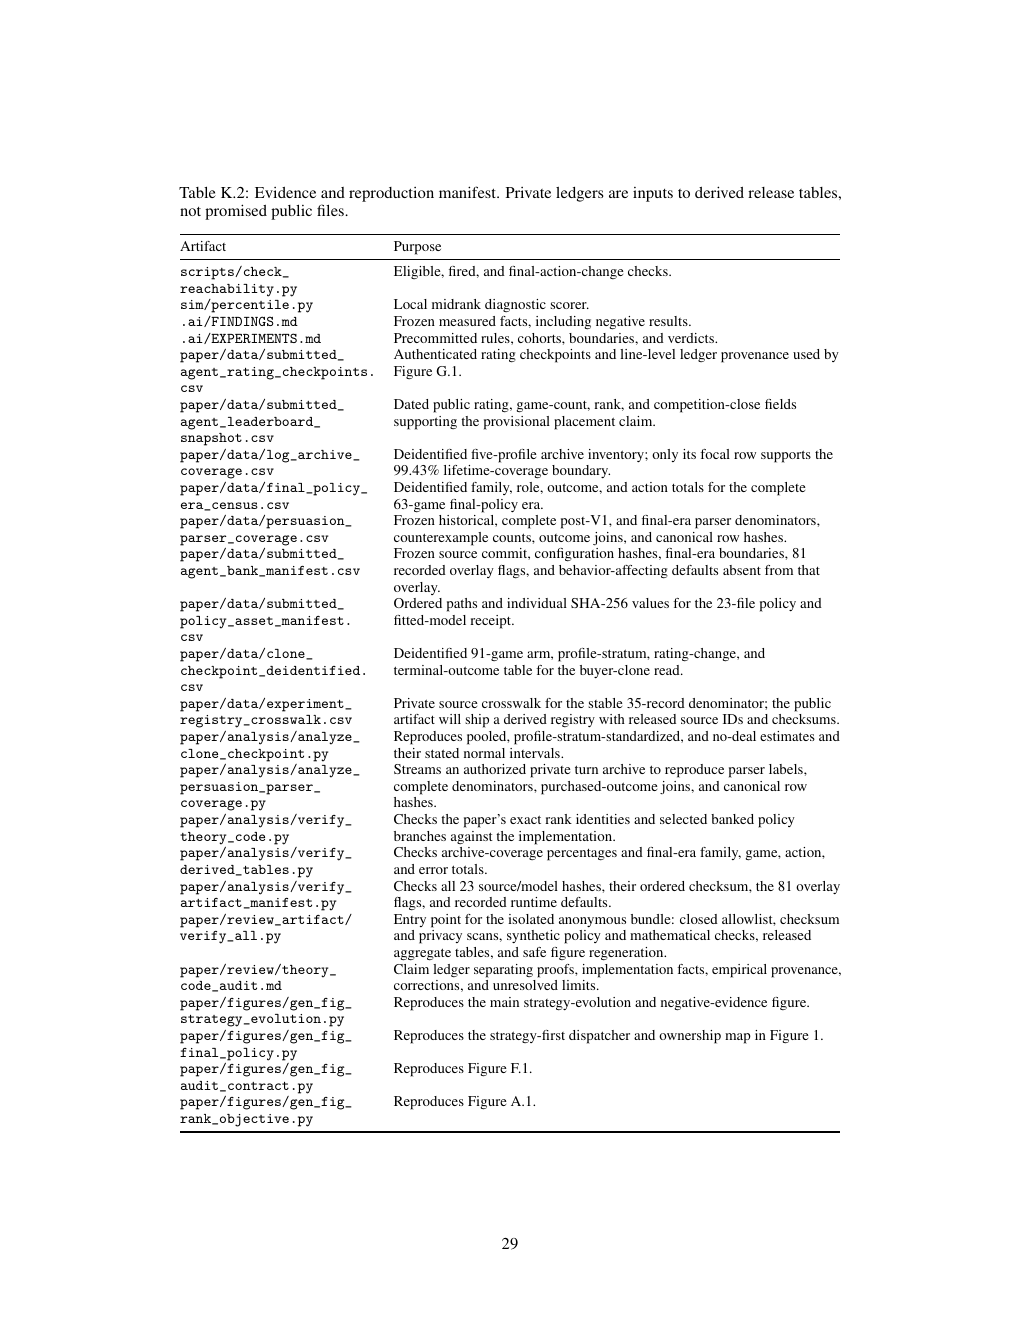 Table K.2: Evidence and reproduction manifest. Private ledgers are inputs to derived release tables,
not promised public files.
Artifact Purpose
scripts/check_ Eligible, fired, and final-action-change checks.
reachability.py
sim/percentile.py Local midrank diagnostic scorer.
.ai/FINDINGS.md Frozen measured facts, including negative results.
.ai/EXPERIMENTS.md Precommitted rules, cohorts, boundaries, and verdicts.
paper/data/submitted_ Authenticated rating checkpoints and line-level ledger provenance used by
agent_rating_checkpoints. Figure G.1.
csv
paper/data/submitted_ Dated public rating, game-count, rank, and competition-close fields
agent_leaderboard_ supporting the provisional placement claim.
snapshot.csv
paper/data/log_archive_ Deidentified five-profile archive inventory; only its focal row supports the
coverage.csv 99.43% lifetime-coverage boundary.
paper/data/final_policy_ Deidentified family, role, outcome, and action totals for the complete
era_census.csv 63-game final-policy era.
paper/data/persuasion_ Frozen historical, complete post-V1, and final-era parser denominators,
parser_coverage.csv counterexample counts, outcome joins, and canonical row hashes.
paper/data/submitted_ Frozen source commit, configuration hashes, final-era boundaries, 81
agent_bank_manifest.csv recorded overlay flags, and behavior-affecting defaults absent from that
overlay.
paper/data/submitted_ Ordered paths and individual SHA-256 values for the 23-file policy and
policy_asset_manifest. fitted-model receipt.
csv
paper/data/clone_ Deidentified 91-game arm, profile-stratum, rating-change, and
checkpoint_deidentified. terminal-outcome table for the buyer-clone read.
csv
paper/data/experiment_ Private source crosswalk for the stable 35-record denominator; the public
registry_crosswalk.csv artifact will ship a derived registry with released source IDs and checksums.
paper/analysis/analyze_ Reproduces pooled, profile-stratum-standardized, and no-deal estimates and
clone_checkpoint.py their stated normal intervals.
paper/analysis/analyze_ Streams an authorized private turn archive to reproduce parser labels,
persuasion_parser_ complete denominators, purchased-outcome joins, and canonical row
coverage.py hashes.
paper/analysis/verify_ Checks the paper's exact rank identities and selected banked policy
theory_code.py branches against the implementation.
paper/analysis/verify_ Checks archive-coverage percentages and final-era family, game, action,
derived_tables.py and error totals.
paper/analysis/verify_ Checks all 23 source/model hashes, their ordered checksum, the 81 overlay
artifact_manifest.py flags, and recorded runtime defaults.
paper/review_artifact/ Entry point for the isolated anonymous bundle: closed allowlist, checksum
verify_all.py and privacy scans, synthetic policy and mathematical checks, released
aggregate tables, and safe figure regeneration.
paper/review/theory_ Claim ledger separating proofs, implementation facts, empirical provenance,
code_audit.md corrections, and unresolved limits.
paper/figures/gen_fig_ Reproduces the main strategy-evolution and negative-evidence figure.
strategy_evolution.py
paper/figures/gen_fig_ Reproduces the strategy-first dispatcher and ownership map in Figure 1.
final_policy.py
paper/figures/gen_fig_ Reproduces Figure F.1.
audit_contract.py
paper/figures/gen_fig_ Reproduces Figure A.1.
rank_objective.py
29